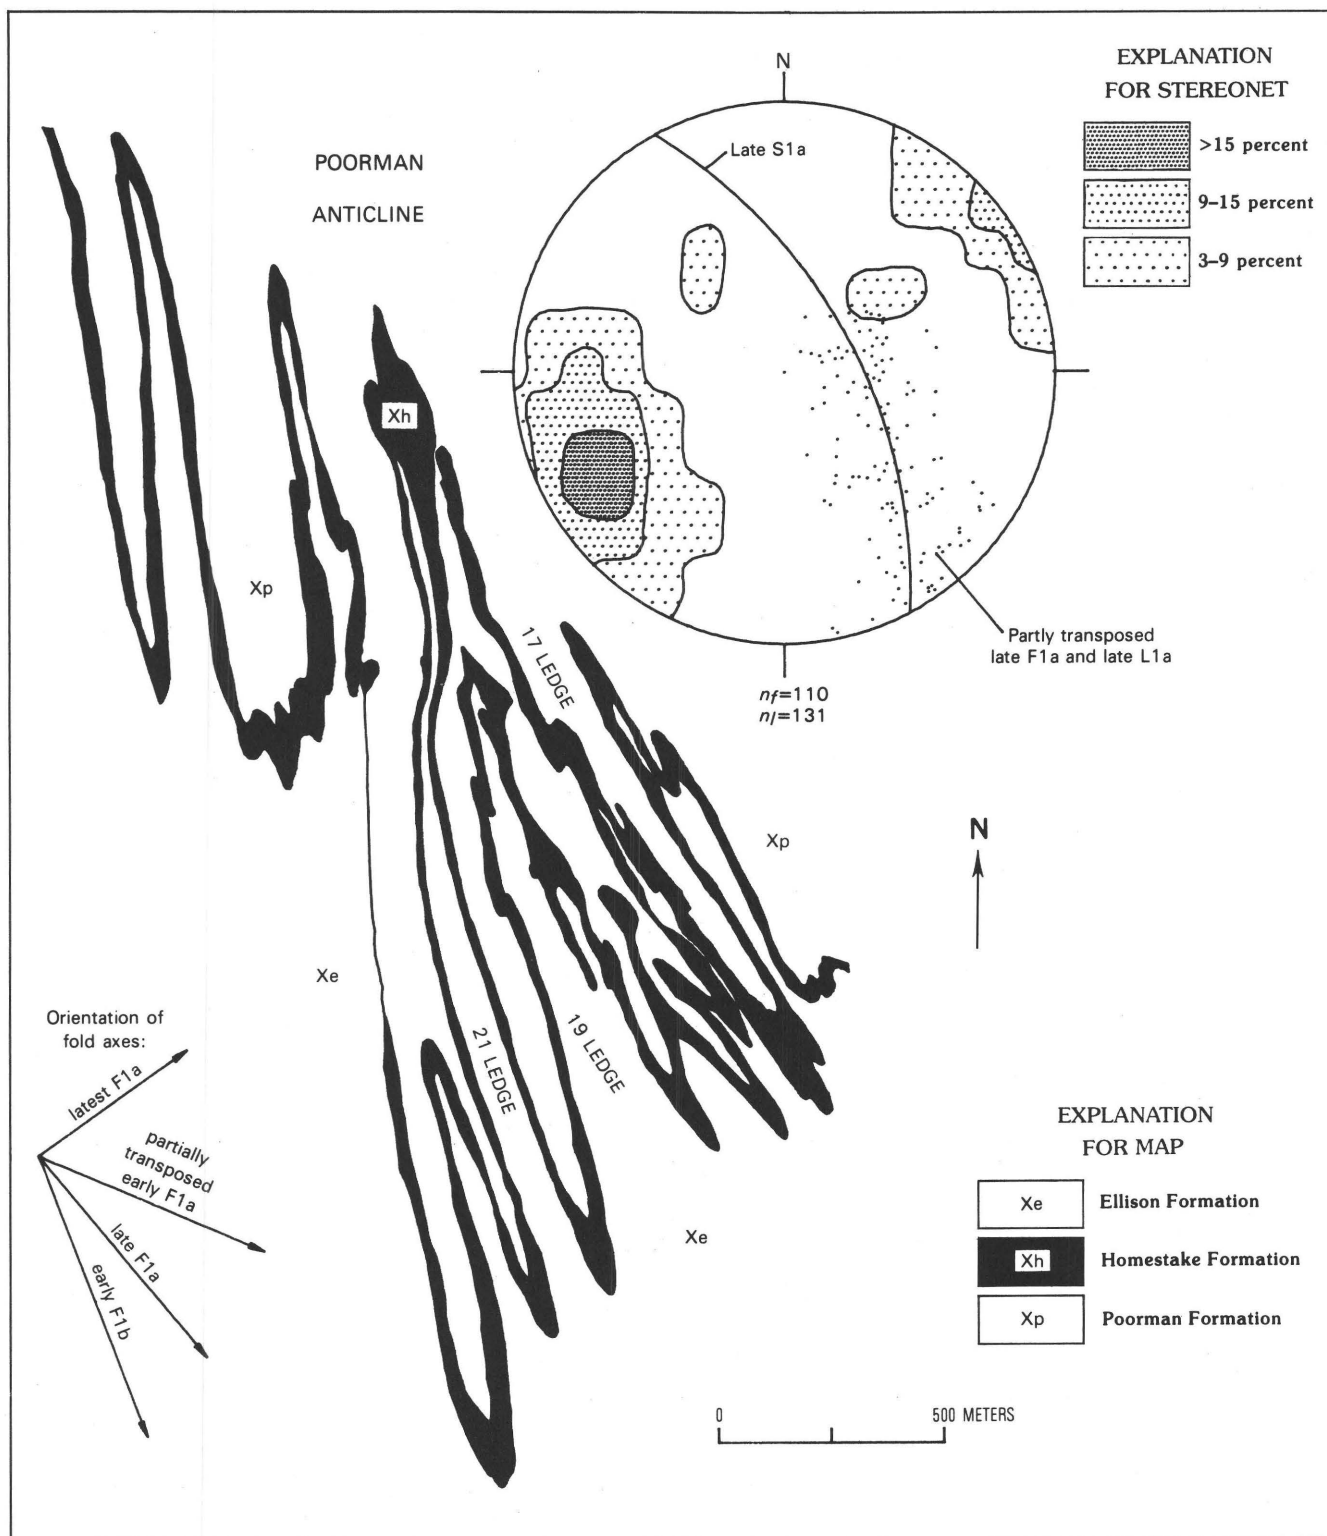 EXPLANATION
FOR STEREONET
>15 percent
9–15 percent
3–9 percent
N
Late S1a
POORMAN
ANTICLINE
Xh
Xp
17 LEDGE
Partly transposed
late F1a and late L1a
nf=110
nl=131
Xp
N
Xe
Orientation of
fold axes:
latest F1a
partially
transposed
early F1a
late F1a
early F1b
21 LEDGE
19 LEDGE
Xe
EXPLANATION
FOR MAP
Xe Ellison Formation
Xh Homestake Formation
Xp Poorman Formation
0 500 METERS